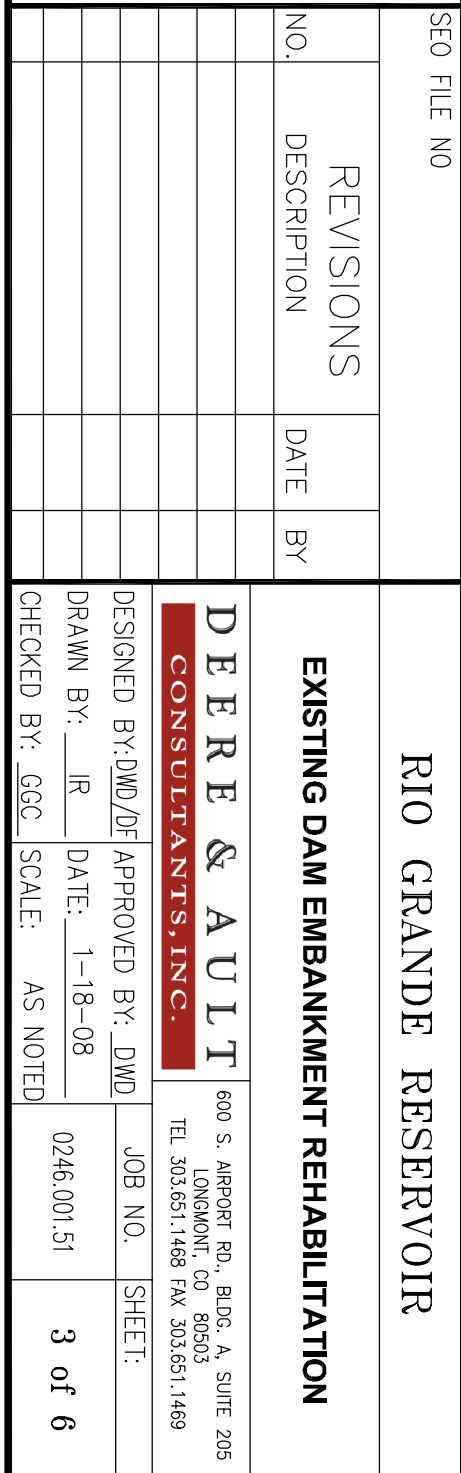 SEO FILE NO
REVISIONS
NO. DESCRIPTION DATE BY
RIO GRANDE RESERVOIR
EXISTING DAM EMBANKMENT REHABILITATION
DEERE & AULT
CONSULTANTS, INC.
600 S. AIRPORT RD., BLDG. A, SUITE 205
LONGMONT, CO 80503
TEL 303.651.1468 FAX 303.651.1469
DESIGNED BY: DWD/DF APPROVED BY: DWD
DRAWN BY: IR DATE: 1-18-08
CHECKED BY: GGC SCALE: AS NOTED
JOB NO.
0246.001.51
SHEET:
3 of 6